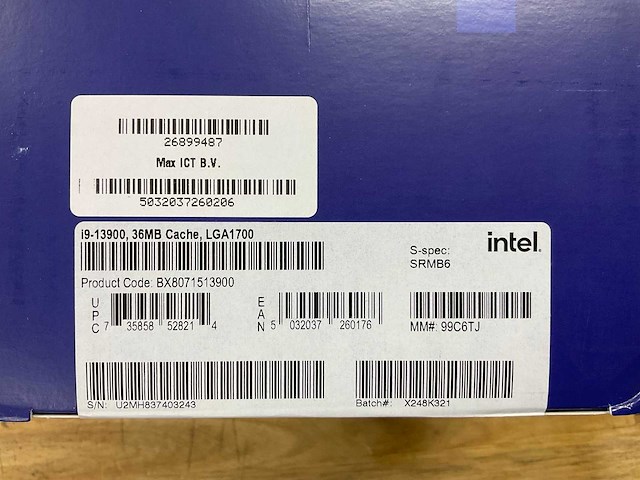 26899487
Max ICT B.V.
5032037260206
i9-13900, 36MB Cache, LGA1700
intel.
S-spec:
SRMB6
Product Code: BX8071513900
UPC 7 35858 52821 4
EAN 5 032037 260176
MM#: 99C6TJ
S/N: U2MH837403243
Batch#: X248K321